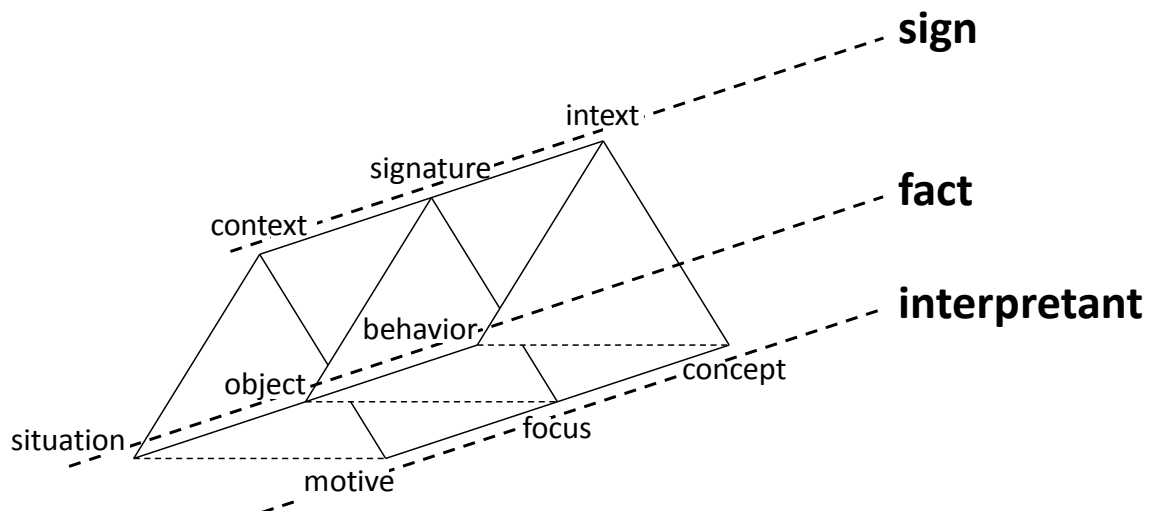 sign
intext
signature
fact
context
interpretant
behavior
object
concept
focus
situation
motive